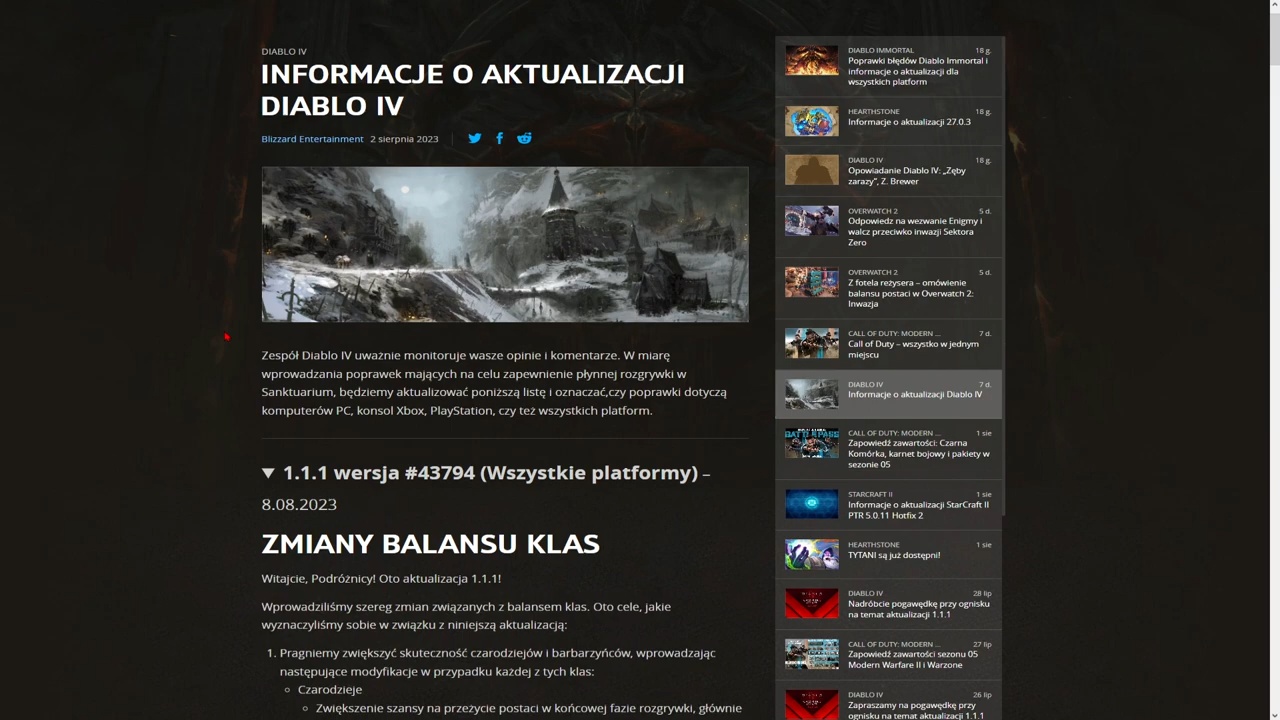 DIABLO IV
INFORMACJE O AKTUALIZACJI
DIABLO IV
Blizzard Entertainment 2 sierpnia 2023
Zespół Diablo IV uważnie monitoruje wasze opinie i komentarze. W miarę
wprowadzania poprawek mających na celu zapewnienie płynnej rozgrywki w
Sanktuarium, będziemy aktualizować poniższą listę i oznaczać,czy poprawki dotyczą
komputerów PC, konsol Xbox, PlayStation, czy też wszystkich platform.
▼ 1.1.1 wersja #43794 (Wszystkie platformy) –
8.08.2023
ZMIANY BALANSU KLAS
Witajcie, Podróżnicy! Oto aktualizacja 1.1.1!
Wprowadziliśmy szereg zmian związanych z balansem klas. Oto cele, jakie
wyznaczyliśmy sobie w związku z niniejszą aktualizacją:
1. Pragniemy zwiększyć skuteczność czarodziejów i barbarzyńców, wprowadzając
następujące modyfikacje w przypadku każdej z tych klas:
Czarodzieje
Zwiększenie szansy na przeżycie postaci w końcowej fazie rozgrywki, głównie
DIABLO IMMORTAL 18 g.
Poprawki błędów Diablo Immortal i
informacje o aktualizacji dla
wszystkich platform
HEARTHSTONE 18 g.
Informacje o aktualizacji 27.0.3
DIABLO IV 18 g.
Opowiadanie Diablo IV: „Zęby
zarazy”, Z. Brewer
OVERWATCH 2 5 d.
Odpowiedz na wezwanie Enigmy i
walcz przeciwko inwazji Sektora
Zero
OVERWATCH 2 5 d.
Z fotela reżysera – omówienie
balansu postaci w Overwatch 2:
Inwazja
CALL OF DUTY: MODERN ... 7 d.
Call of Duty – wszystko w jednym
miejscu
DIABLO IV 7 d.
Informacje o aktualizacji Diablo IV
CALL OF DUTY: MODERN ... 1 sie
Zapowiedź zawartości: Czarna
Komórka, karnet bojowy i pakiety w
sezonie 05
STARCRAFT II 1 sie
Informacje o aktualizacji StarCraft II
PTR 5.0.11 Hotfix 2
HEARTHSTONE 1 sie
TYTANI są już dostępni!
DIABLO IV 28 lip
Nadróbcie pogawędkę przy ognisku
na temat aktualizacji 1.1.1
CALL OF DUTY: MODERN ... 27 lip
Zapowiedź zawartości sezonu 05
Modern Warfare II i Warzone
DIABLO IV 26 lip
Zapraszamy na pogawędkę przy
ognisku na temat aktualizacji 1.1.1